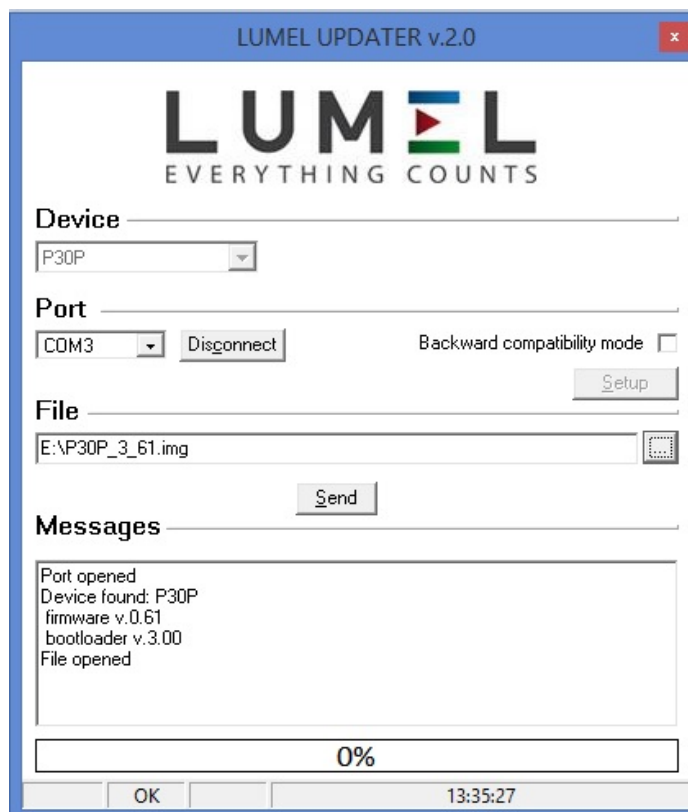 LUMEL UPDATER v.2.0
x
LUMEL
EVERYTHING COUNTS
Device
P30P
Port
COM3 Disconnect Backward compatibility mode
Setup
File
E:\P30P_3_61.img ...
Send
Messages
Port opened
Device found: P30P
firmware v.0.61
bootloader v.3.00
File opened
0%
OK 13:35:27